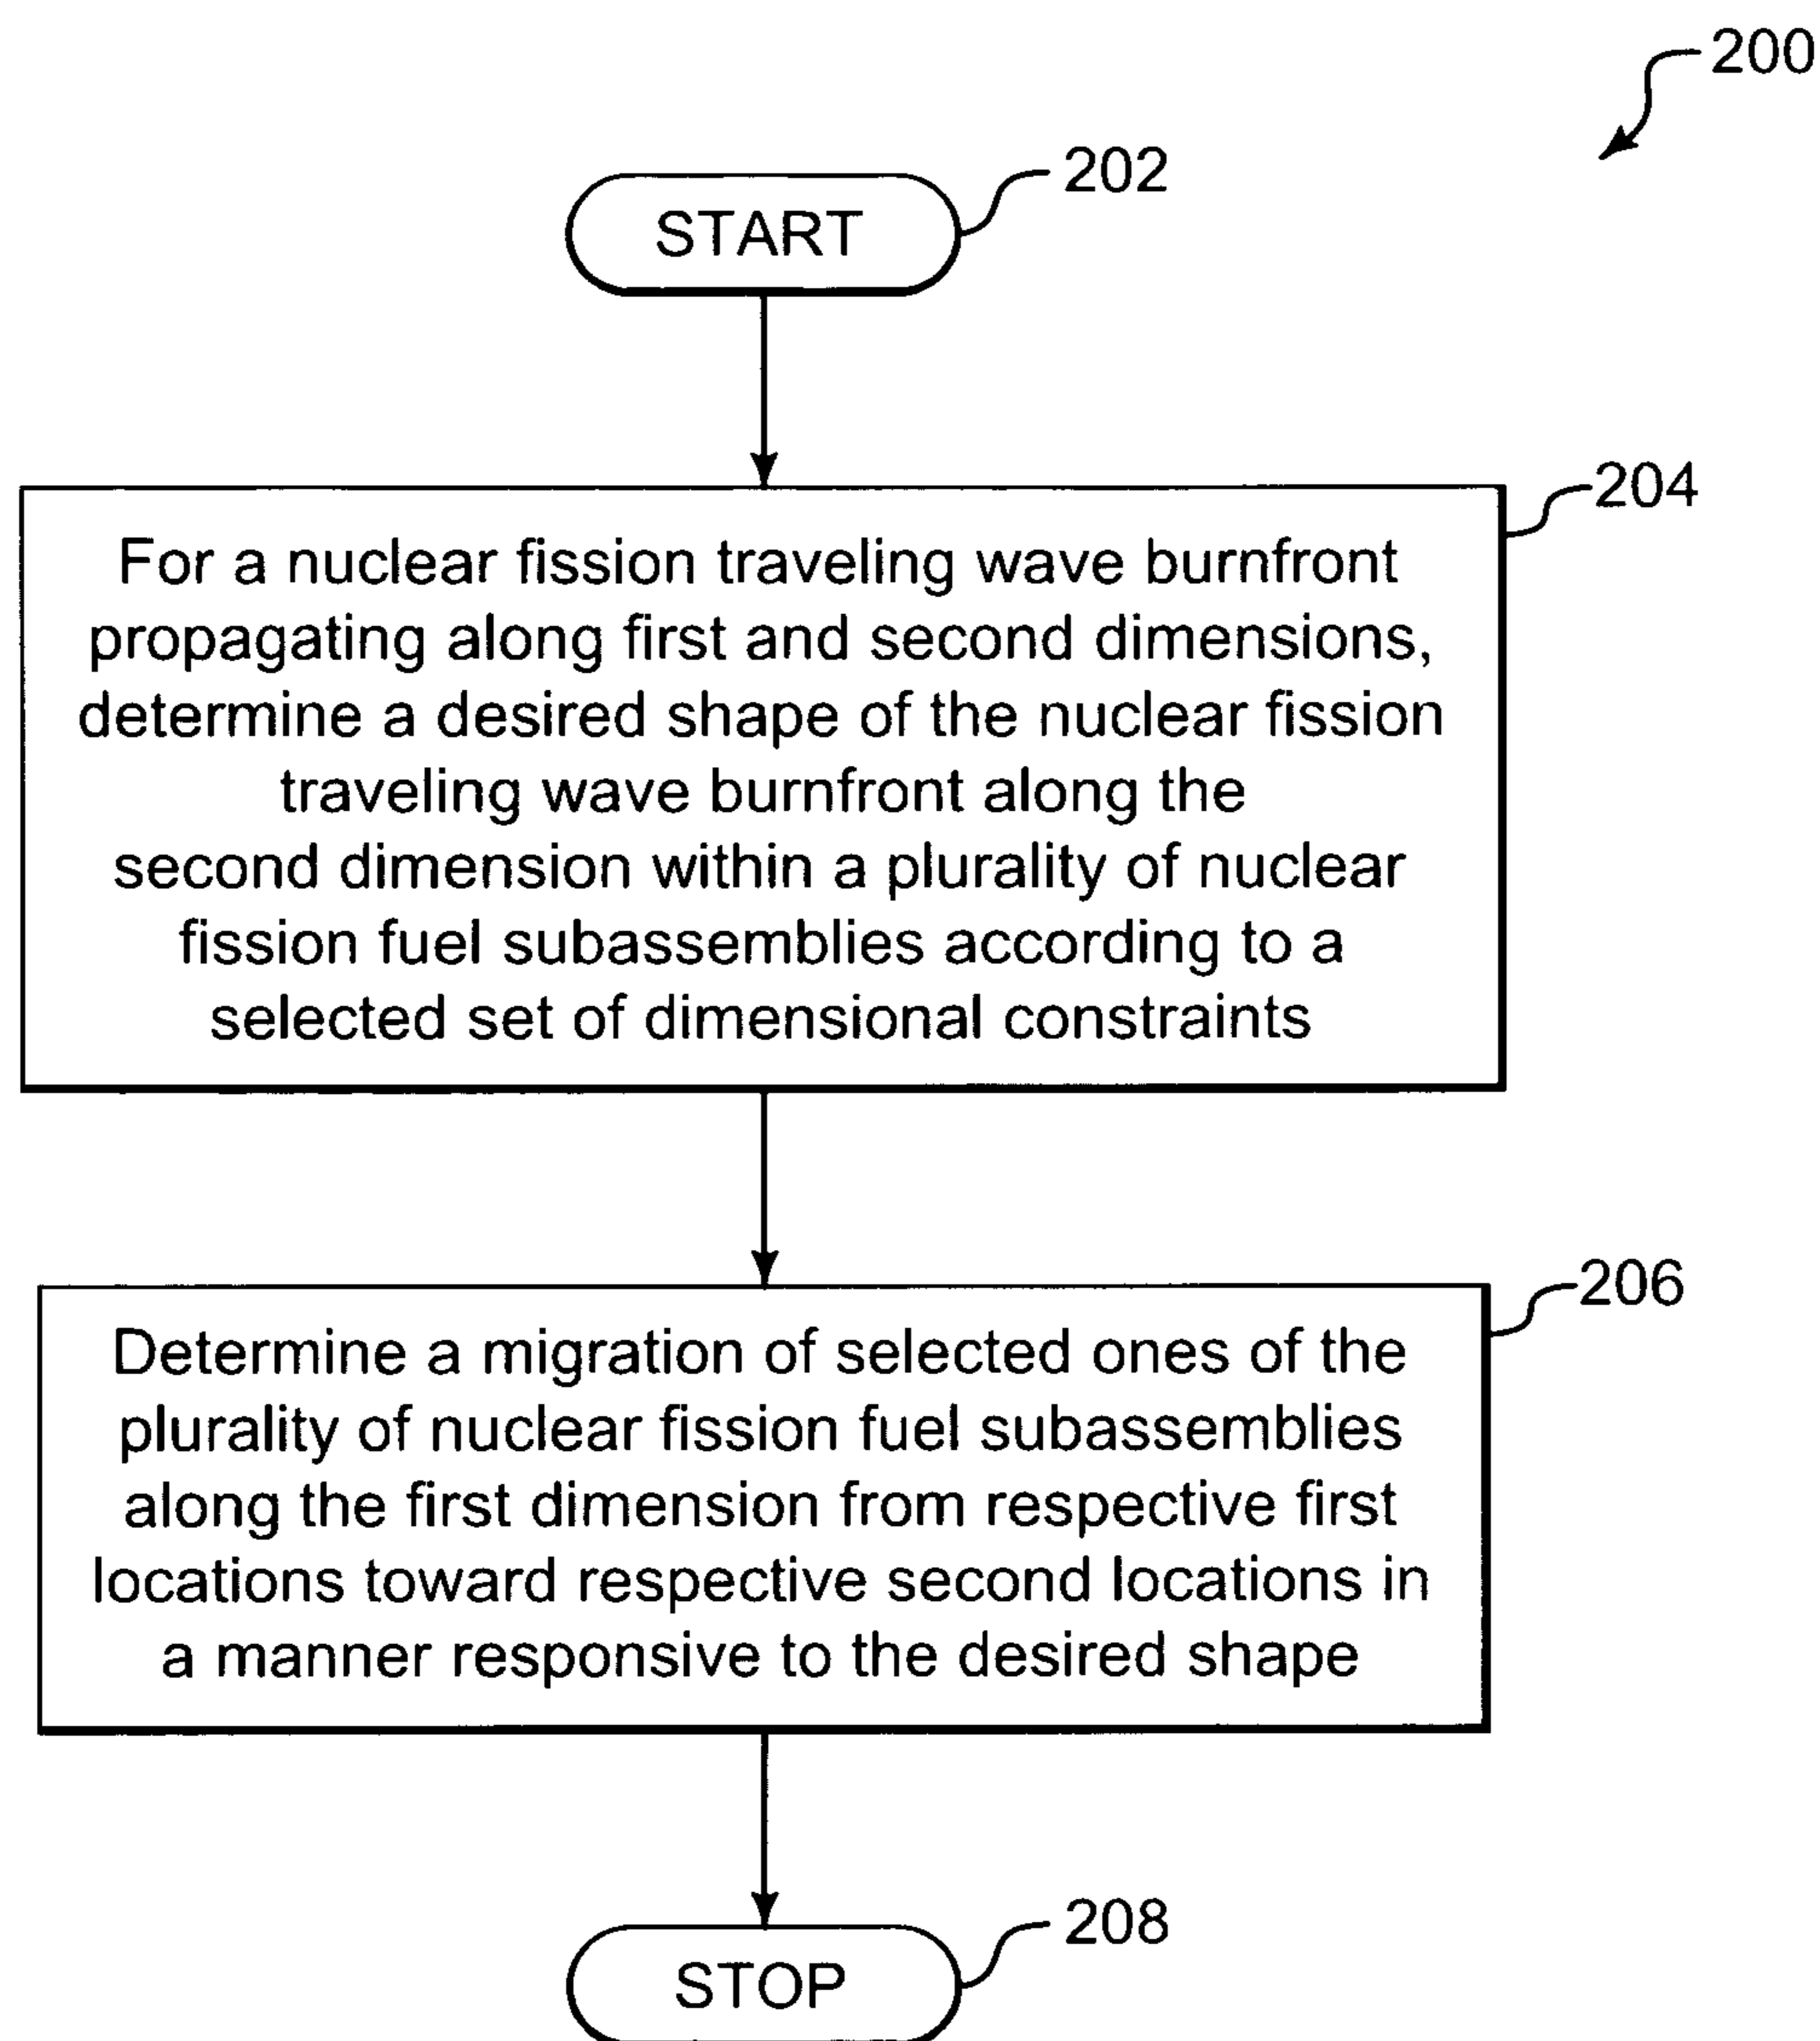 200
202
START
204
For a nuclear fission traveling wave burnfront
propagating along first and second dimensions,
determine a desired shape of the nuclear fission
traveling wave burnfront along the
second dimension within a plurality of nuclear
fission fuel subassemblies according to a
selected set of dimensional constraints
206
Determine a migration of selected ones of the
plurality of nuclear fission fuel subassemblies
along the first dimension from respective first
locations toward respective second locations in
a manner responsive to the desired shape
208
STOP